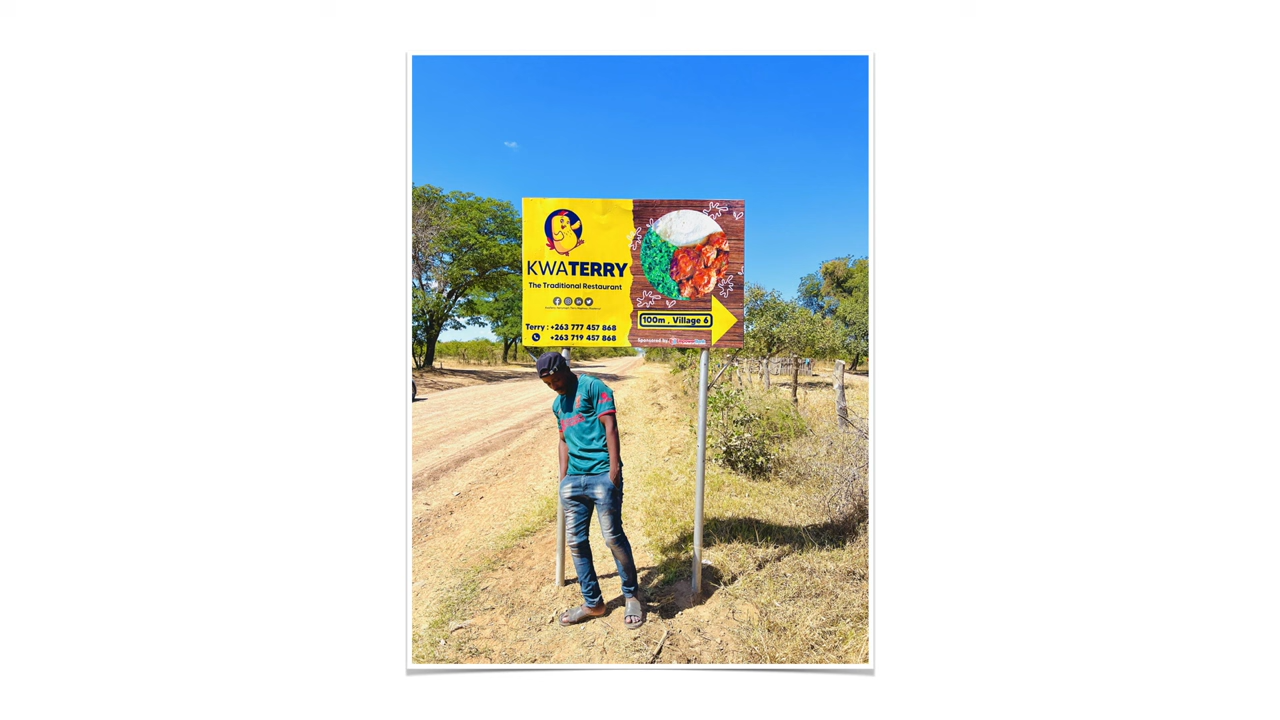 KWATERRY
The Traditional Restaurant
Terry : +263 777 457 868
+263 719 457 868
100m , Village 6
Sponsored by :